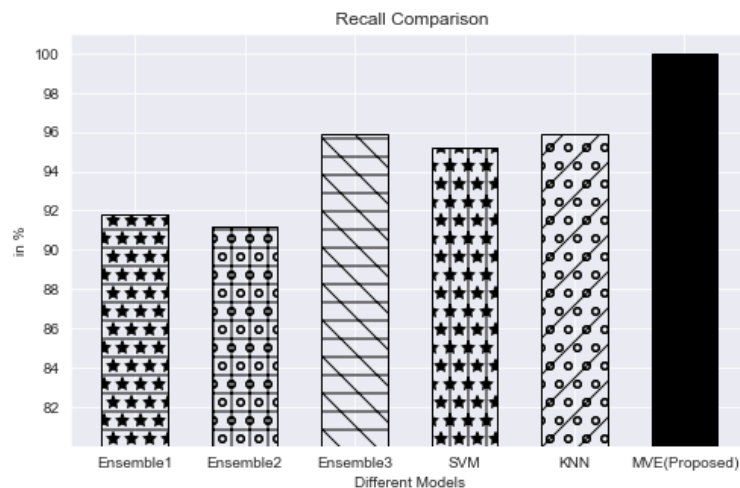 Recall Comparison
100
98
96
94
92
90
88
86
84
82
in %
Ensemble1 Ensemble2 Ensemble3 SVM KNN MVE(Proposed)
Different Models